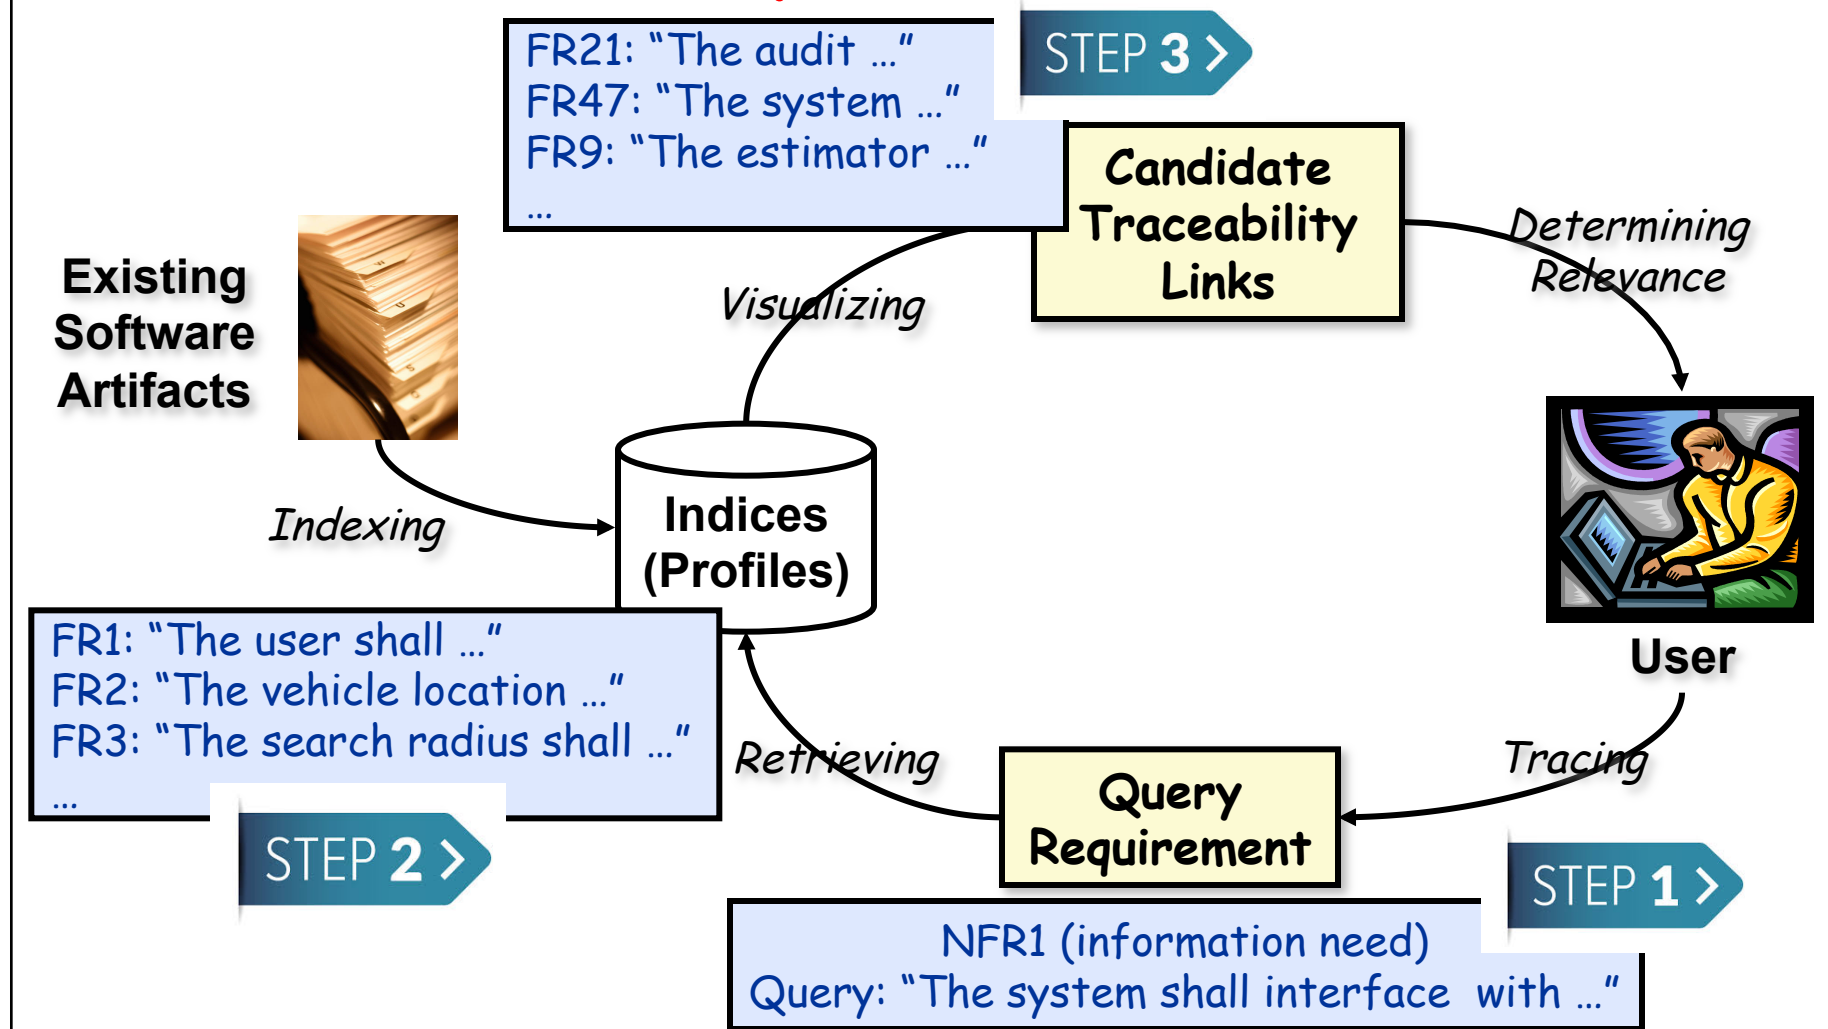 FR21: “The audit …”
FR47: “The system …”
FR9: “The estimator …”
…
STEP 3
Candidate
Traceability
Links
Determining
Relevance
Existing
Software
Artifacts
Visualizing
Indexing
Indices
(Profiles)
User
FR1: “The user shall …”
FR2: “The vehicle location …”
FR3: “The search radius shall …”
…
STEP 2
Retrieving
Query
Requirement
Tracing
STEP 1
NFR1 (information need)
Query: “The system shall interface with …”